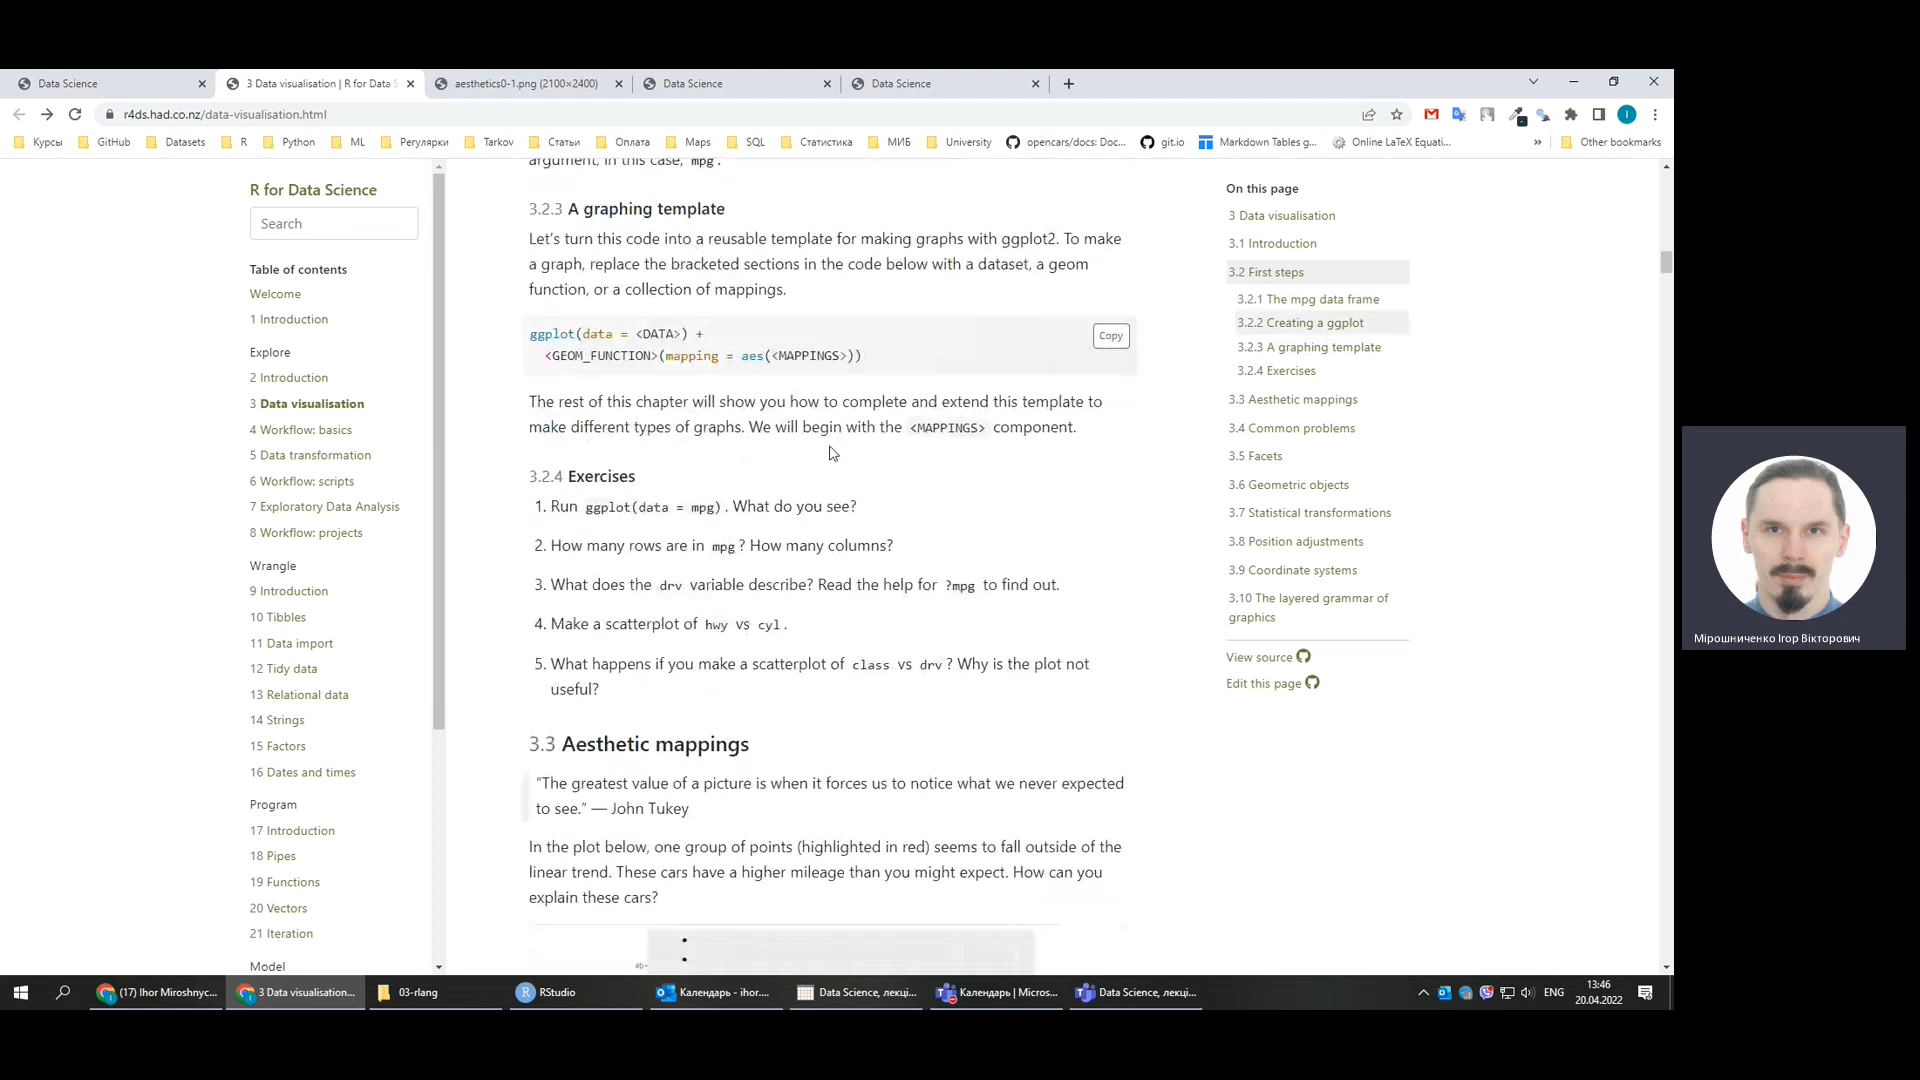 Data Science
3 Data visualisation | R for Data S
aesthetics0-1.png (2100×2400)
Data Science
Data Science
r4ds.had.co.nz/data-visualisation.html
Курсы
GitHub
Datasets
R
Python
ML
Регулярки
Tarkov
Статьи
Оплата
Maps
SQL
Статистика
МИБ
University
opencars/docs: Doc...
git.io
Markdown Tables g...
Online LaTeX Equati...
»
Other bookmarks
R for Data Science
Search
Table of contents
Welcome
1 Introduction
Explore
2 Introduction
3 Data visualisation
4 Workflow: basics
5 Data transformation
6 Workflow: scripts
7 Exploratory Data Analysis
8 Workflow: projects
Wrangle
9 Introduction
10 Tibbles
11 Data import
12 Tidy data
13 Relational data
14 Strings
15 Factors
16 Dates and times
Program
17 Introduction
18 Pipes
19 Functions
20 Vectors
21 Iteration
Model
argument, in this case, mpg.
3.2.3 A graphing template
Let's turn this code into a reusable template for making graphs with ggplot2. To make
a graph, replace the bracketed sections in the code below with a dataset, a geom
function, or a collection of mappings.
ggplot(data = <DATA>) +
<GEOM_FUNCTION>(mapping = aes(<MAPPINGS>))
Copy
The rest of this chapter will show you how to complete and extend this template to
make different types of graphs. We will begin with the <MAPPINGS> component.
3.2.4 Exercises
1. Run ggplot(data = mpg). What do you see?
2. How many rows are in mpg? How many columns?
3. What does the drv variable describe? Read the help for ?mpg to find out.
4. Make a scatterplot of hwy vs cyl.
5. What happens if you make a scatterplot of class vs drv? Why is the plot not
useful?
3.3 Aesthetic mappings
"The greatest value of a picture is when it forces us to notice what we never expected
to see." — John Tukey
In the plot below, one group of points (highlighted in red) seems to fall outside of the
linear trend. These cars have a higher mileage than you might expect. How can you
explain these cars?
On this page
3 Data visualisation
3.1 Introduction
3.2 First steps
3.2.1 The mpg data frame
3.2.2 Creating a ggplot
3.2.3 A graphing template
3.2.4 Exercises
3.3 Aesthetic mappings
3.4 Common problems
3.5 Facets
3.6 Geometric objects
3.7 Statistical transformations
3.8 Position adjustments
3.9 Coordinate systems
3.10 The layered grammar of
graphics
View source
Edit this page
Мірошниченко Ігор Вікторович
(17) Ihor Miroshnyc...
3 Data visualisation...
03-rlang
RStudio
Календарь - ihor....
Data Science, лекці...
Календарь | Micros...
Data Science, лекці...
ENG
13:46
20.04.2022